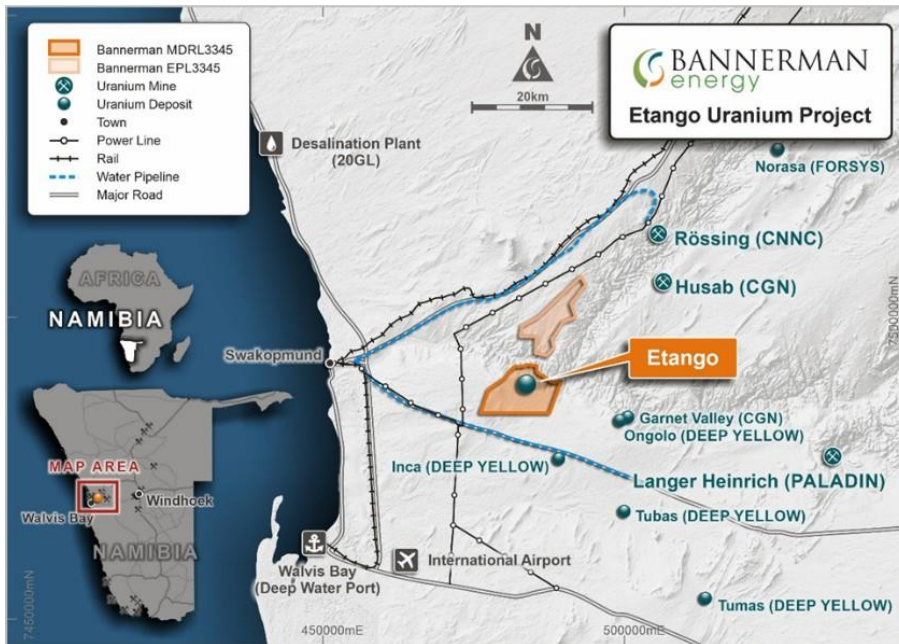 Bannerman MDRL3345
Bannerman EPL3345
Uranium Mine
Uranium Deposit
Town
Power Line
Rail
Water Pipeline
Major Road
N
20km
BANNERMAN
energy
Etango Uranium Project
Desalination Plant
(20GL)
Norasa (FORSYS)
Rössing (CNNC)
Husab (CGN)
AFRICA
NAMIBIA
7500000mN
Swakopmund
Etango
Garnet Valley (CGN)
Ongolo (DEEP YELLOW)
Inca (DEEP YELLOW)
Langer Heinrich (PALADIN)
MAP AREA
Windhoek
Walvis Bay
NAMIBIA
Tubas (DEEP YELLOW)
International Airport
Walvis Bay
(Deep Water Port)
Tumas (DEEP YELLOW)
7450000mN
450000mE
500000mE